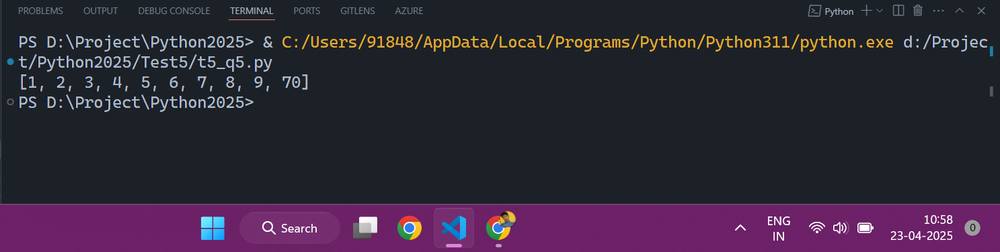 PROBLEMS OUTPUT DEBUG CONSOLE TERMINAL PORTS GITLENS AZURE Python
PS D:\Project\Python2025> & C:/Users/91848/AppData/Local/Programs/Python/Python311/python.exe d:/Projec
t/Python2025/Test5/t5_q5.py
[1, 2, 3, 4, 5, 6, 7, 8, 9, 70]
PS D:\Project\Python2025>
Search
ENG
IN
10:58
23-04-2025
0